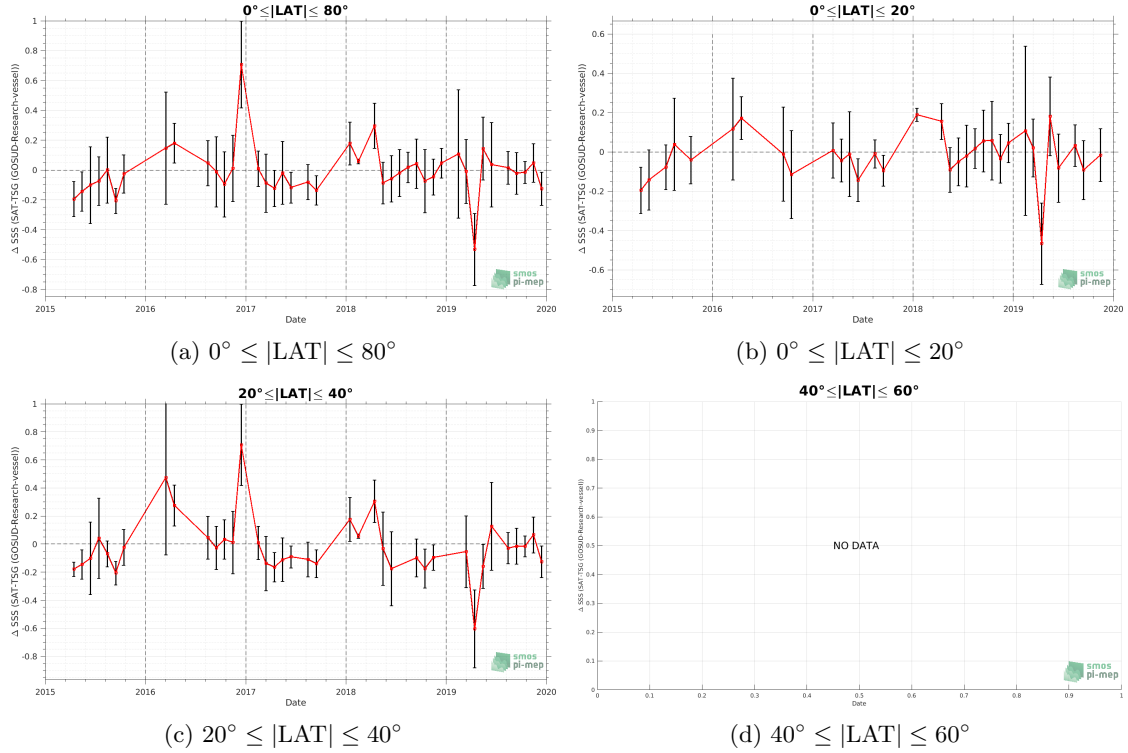 0°≤|LAT|≤ 80°
Δ SSS (SAT-TSG (GOSUD-Research-vessel))
1
0.8
0.6
0.4
0.2
0
-0.2
-0.4
-0.6
-0.8
2015 2016 2017 2018 2019 2020
Date
smos
pi-mep
(a) 0° ≤ |LAT| ≤ 80°
0°≤|LAT|≤ 20°
Δ SSS (SAT-TSG (GOSUD-Research-vessel))
0.6
0.4
0.2
0
-0.2
-0.4
-0.6
2015 2016 2017 2018 2019 2020
Date
smos
pi-mep
(b) 0° ≤ |LAT| ≤ 20°
20°≤|LAT|≤ 40°
Δ SSS (SAT-TSG (GOSUD-Research-vessel))
1
0.8
0.6
0.4
0.2
0
-0.2
-0.4
-0.6
-0.8
2015 2016 2017 2018 2019 2020
Date
smos
pi-mep
(c) 20° ≤ |LAT| ≤ 40°
40°≤|LAT|≤ 60°
Δ SSS (SAT-TSG (GOSUD-Research-vessel))
1
0.9
0.8
0.7
0.6
0.5
0.4
0.3
0.2
0.1
0
NO DATA
0 0.1 0.2 0.3 0.4 0.5 0.6 0.7 0.8 0.9 1
Date
smos
pi-mep
(d) 40° ≤ |LAT| ≤ 60°